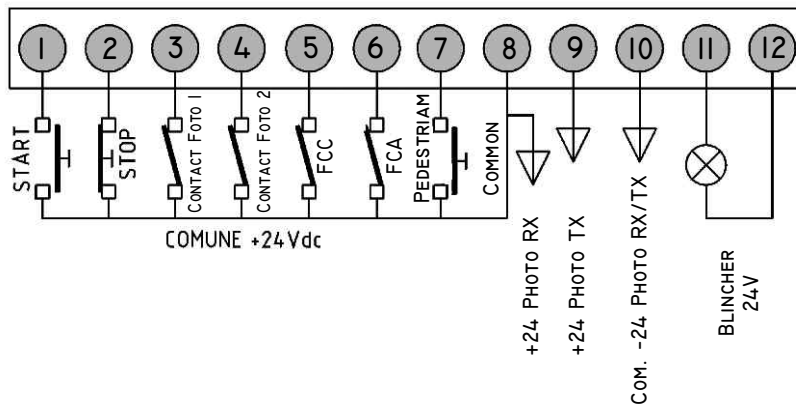 1 2 3 4 5 6 7 8 9 10 11 12
START
STOP
CONTACT FOTO 1
CONTACT FOTO 2
FCC
FCA
PEDESTRIAM
COMMON
COMUNE +24Vdc
+24 PHOTO RX
+24 PHOTO TX
COM. -24 PHOTO RX/TX
BLINCHER
24V